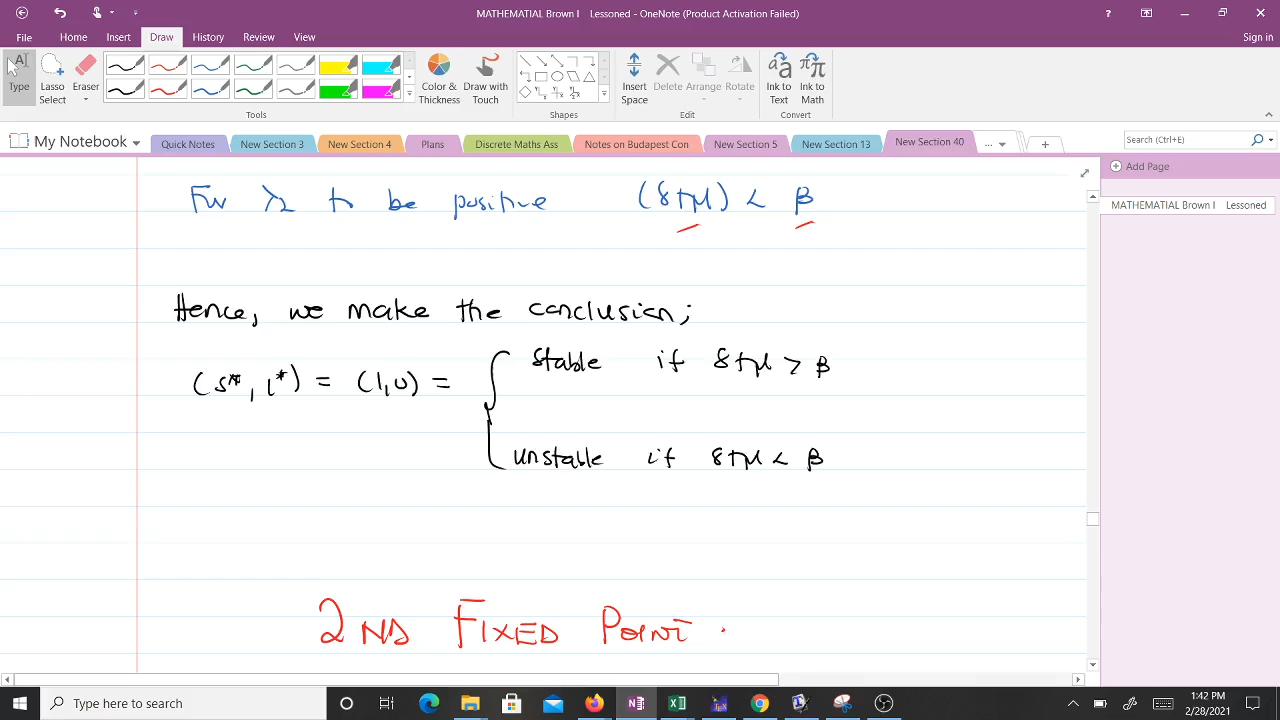 MATHEMATIAL Brown I Lessoned - OneNote (Product Activation Failed)
File Home Insert Draw History Review View Sign in
Type Lasso Select Eraser Color & Thickness Draw with Touch Insert Space Delete Arrange Rotate Ink to Text Ink to Math
Tools Shapes Edit Convert
My Notebook Quick Notes New Section 3 New Section 4 Plans Discrete Maths Ass Notes on Budapest Con New Section 5 New Section 13 New Section 40 ... Search (Ctrl+E)
Add Page
MATHEMATIAL Brown I Lessoned
For λ2 to be positive (γ+μ) < β
Hence, we make the conclusion;
stable if γ+μ > β
(S*, I*) = (1,0) = {
unstable if γ+μ < β
2ND FIXED POINT .
Type here to search
1:42 PM
2/28/2021